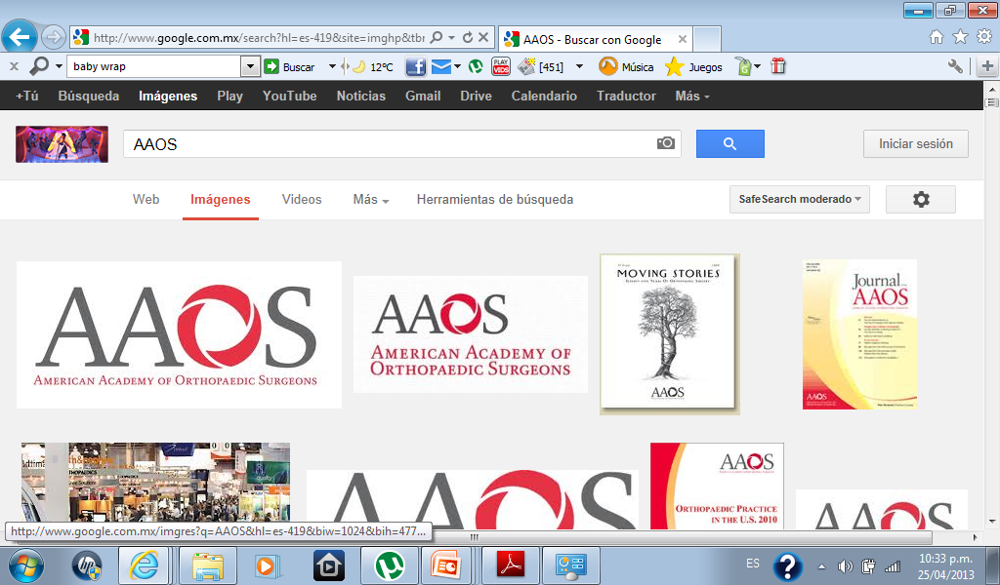 http://www.google.com.mx/search?hl=es-419&site=imghp&tbr
AAOS - Buscar con Google
baby wrap
Buscar
12°C
PLAY VIDS
[451]
Música
Juegos
+Tú Búsqueda Imágenes Play YouTube Noticias Gmail Drive Calendario Traductor Más
AAOS
Iniciar sesión
Web Imágenes Videos Más Herramientas de búsqueda
SafeSearch moderado
AAOS
AMERICAN ACADEMY OF ORTHOPAEDIC SURGEONS
AAOS
AMERICAN ACADEMY OF
ORTHOPAEDIC SURGEONS
MOVING STORIES
AAOS
Journal
AAOS
AAOS
AAOS
AAOS
ORTHOPAEDIC PRACTICE
IN THE U.S. 2010
AAOS
http://www.google.com.mx/imgres?q=AAOS&hl=es-419&biw=1024&bih=477...
hp
ES
10:33 p.m.
25/04/2013